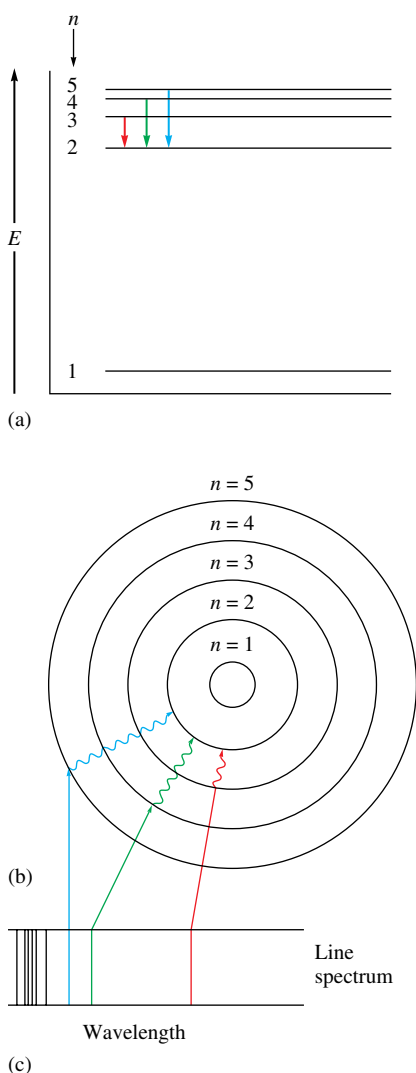 n
5
4
3
2
E
1
(a)
n = 5
n = 4
n = 3
n = 2
n = 1
(b)
Line
spectrum
Wavelength
(c)